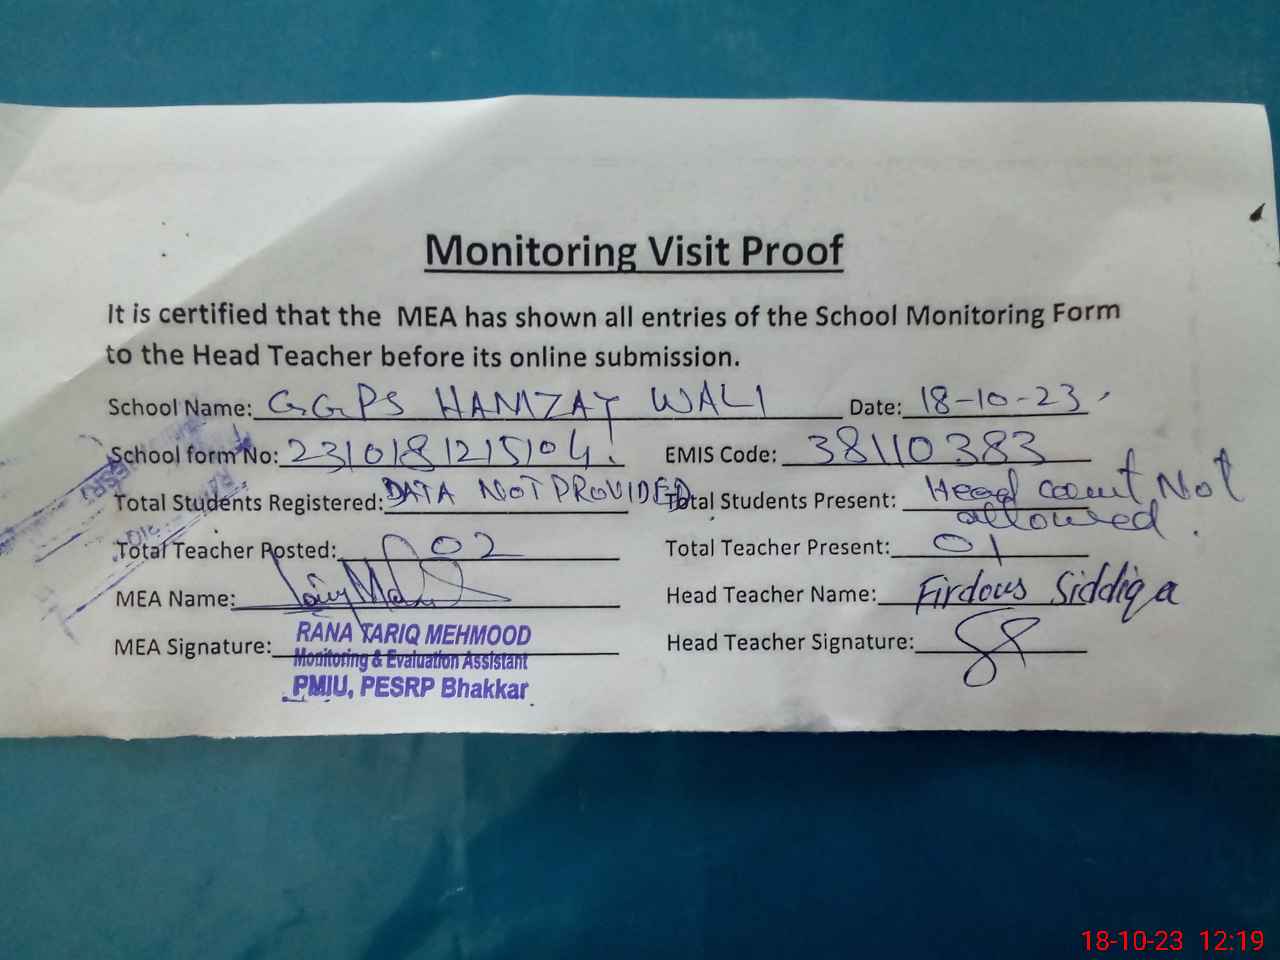 Monitoring Visit Proof
It is certified that the MEA has shown all entries of the School Monitoring Form
to the Head Teacher before its online submission.
School Name: GGPS HAMZAY WALI Date: 18-10-23
School form No: 2310181215104 EMIS Code: 38110383
Total Students Registered: DATA NOT PROVIDED Total Students Present: Head count Not
allowed.
Total Teacher Posted: 02 Total Teacher Present: 01
MEA Name: Head Teacher Name: Firdous Siddiqa
MEA Signature: Head Teacher Signature:
RANA TARIQ MEHMOOD
Monitoring & Evaluation Assistant
PMIU, PESRP Bhakkar
18-10-23 12:19